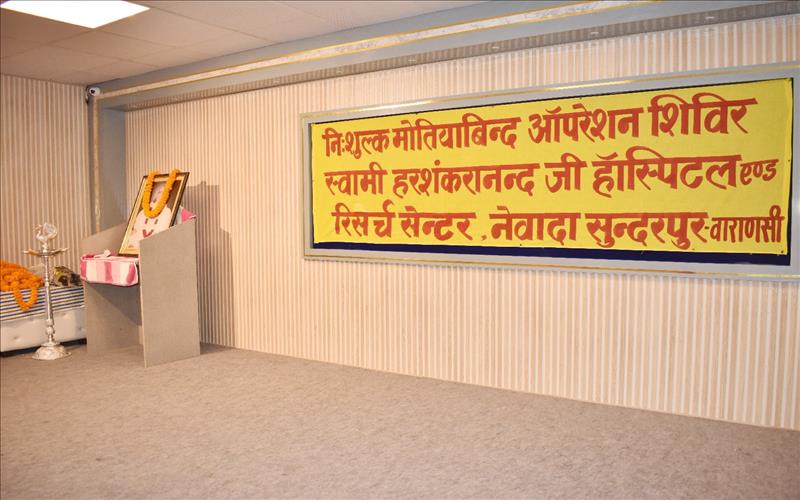 निःशुल्क मोतियाबिन्द ऑपरेशन शिविर
स्वामी हरशंकरानन्द जी हॉस्पिटल एण्ड
रिसर्च सेन्टर, नेवादा सुन्दरपुर-वाराणसी